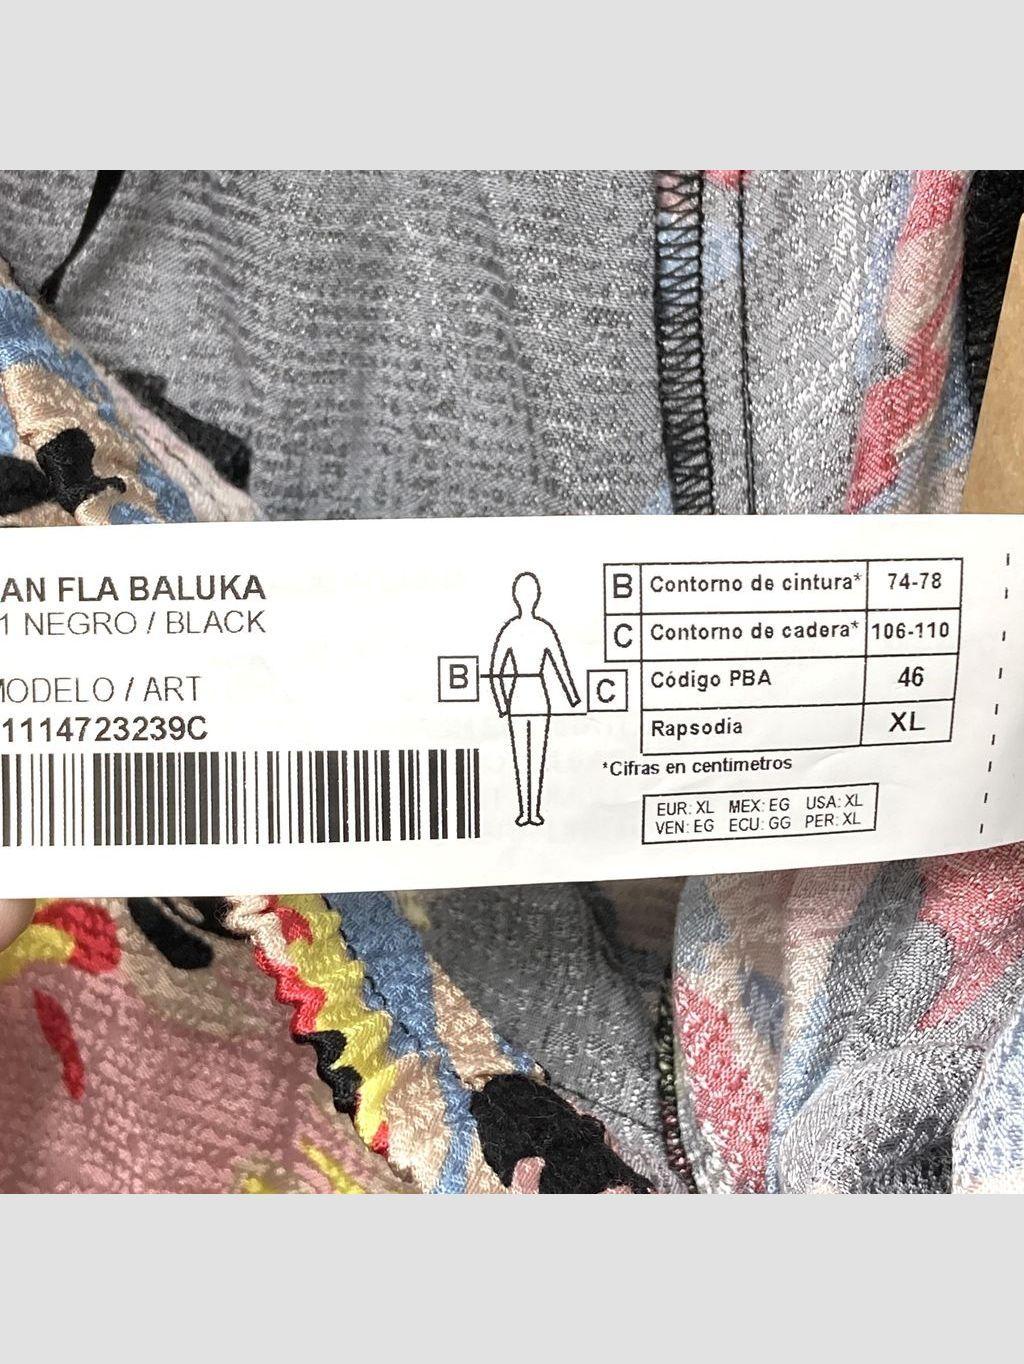 AN FLA BALUKA
1 NEGRO / BLACK
MODELO / ART
1114723239C
B
C
B Contorno de cintura* 74-78
C Contorno de cadera* 106-110
Código PBA 46
Rapsodia XL
*Cifras en centimetros
EUR: XL MEX: EG USA: XL
VEN: EG ECU: GG PER: XL